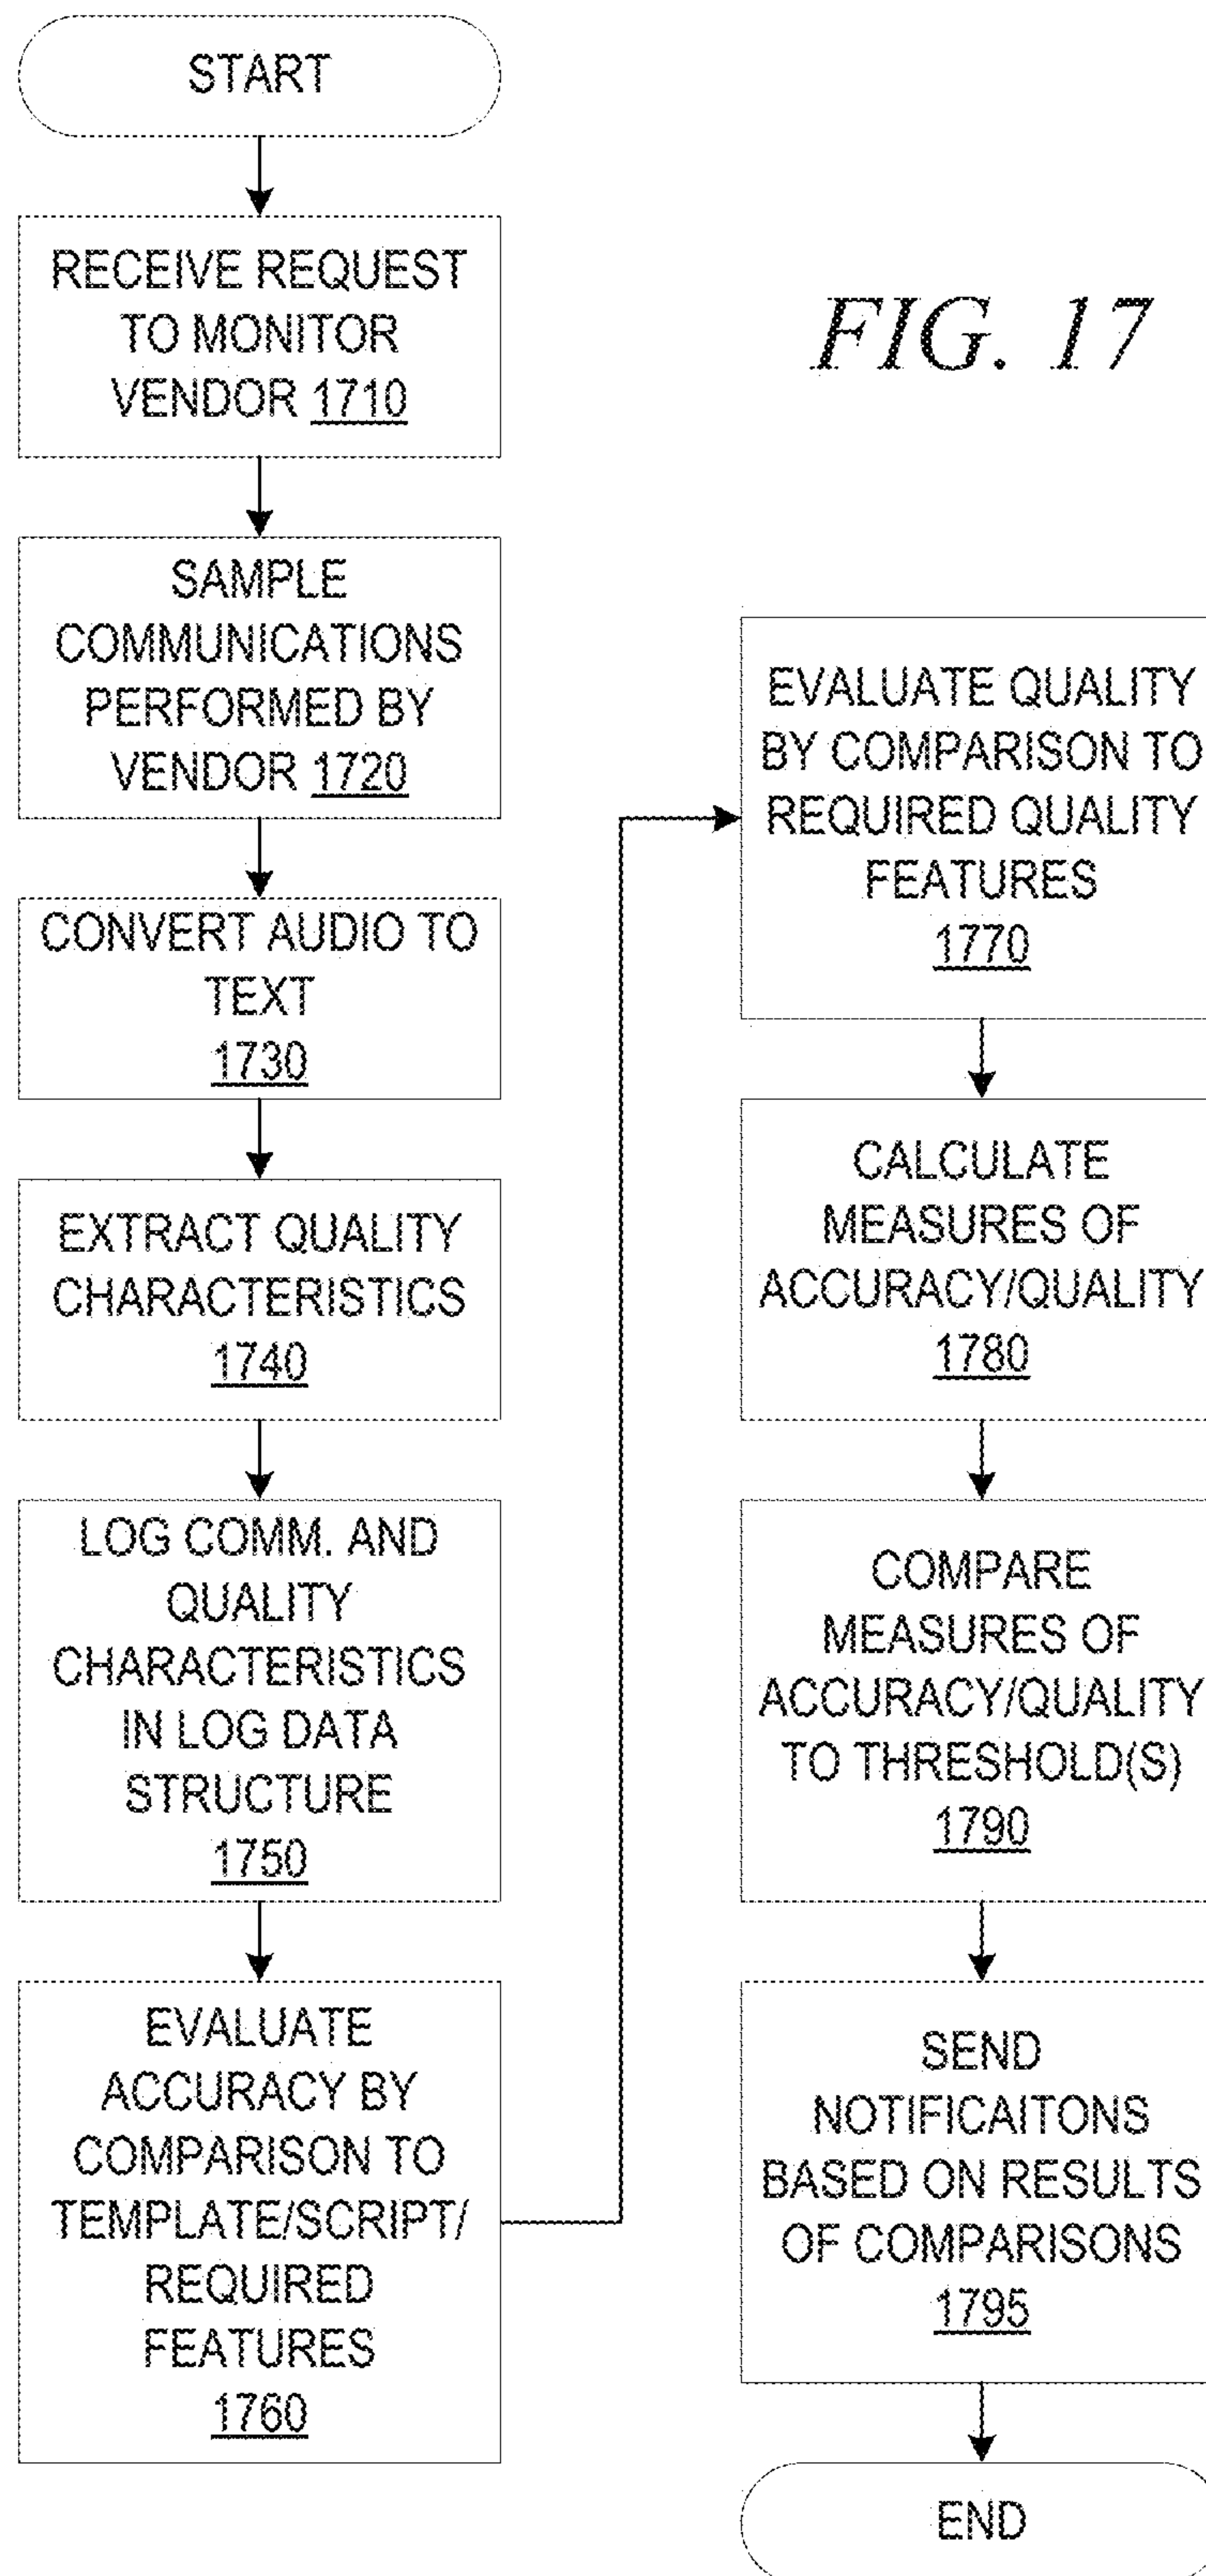 START
RECEIVE REQUEST
TO MONITOR
VENDOR 1710
FIG. 17
SAMPLE
COMMUNICATIONS
PERFORMED BY
VENDOR 1720
CONVERT AUDIO TO
TEXT
1730
EXTRACT QUALITY
CHARACTERISTICS
1740
LOG COMM. AND
QUALITY
CHARACTERISTICS
IN LOG DATA
STRUCTURE
1750
EVALUATE
ACCURACY BY
COMPARISON TO
TEMPLATE/SCRIPT/
REQUIRED
FEATURES
1760
EVALUATE QUALITY
BY COMPARISON TO
REQUIRED QUALITY
FEATURES
1770
CALCULATE
MEASURES OF
ACCURACY/QUALITY
1780
COMPARE
MEASURES OF
ACCURACY/QUALITY
TO THRESHOLD(S)
1790
SEND
NOTIFICAITONS
BASED ON RESULTS
OF COMPARISONS
1795
END